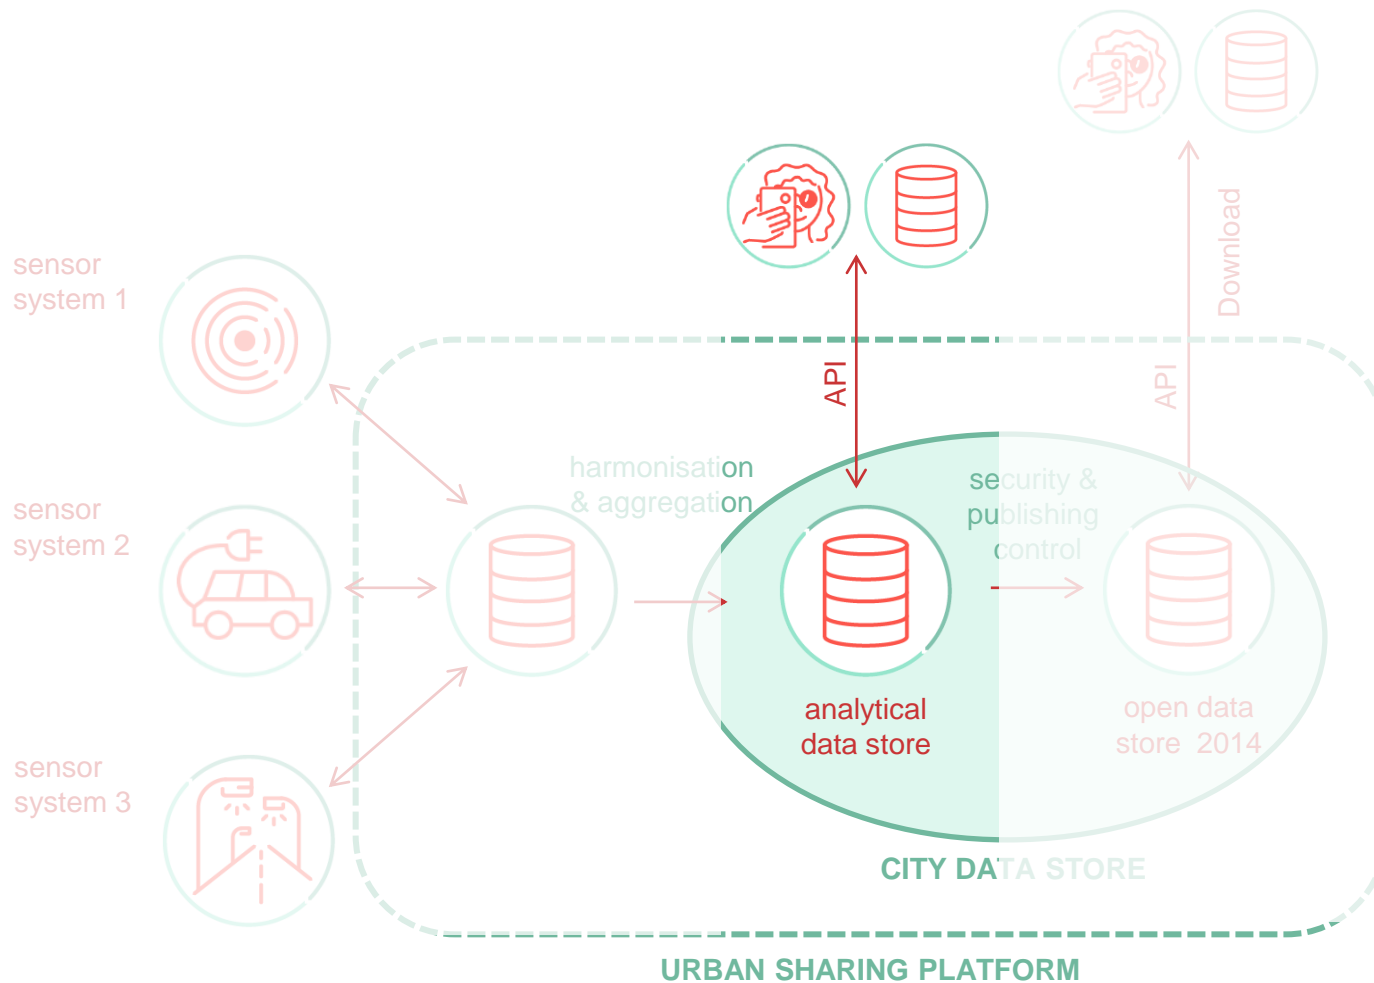 sensor
system 1
Download
API
API
harmonisation
& aggregation
security &
publishing
control
sensor
system 2
analytical
data store
open data
store  2014
sensor
system 3
CITY DATA STORE
URBAN SHARING PLATFORM